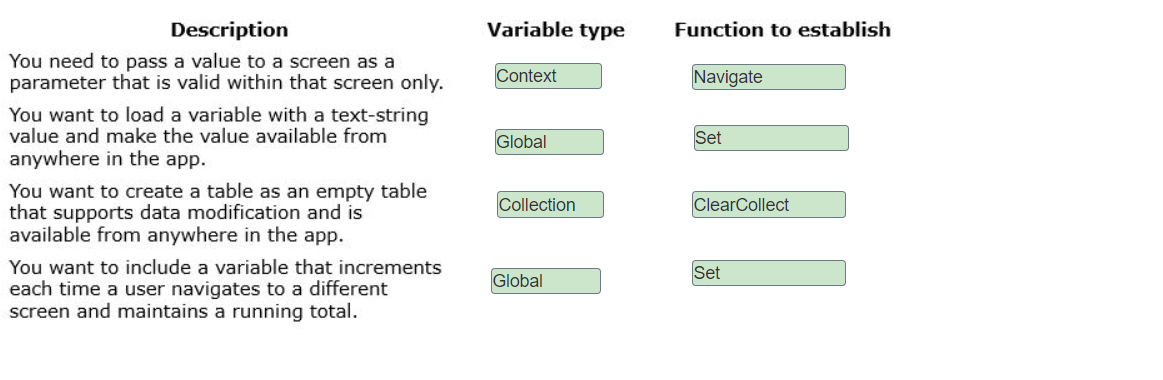 Description Variable type Function to establish
You need to pass a value to a screen as a
parameter that is valid within that screen only.
Context
Navigate
You want to load a variable with a text-string
value and make the value available from
anywhere in the app.
Global
Set
You want to create a table as an empty table
that supports data modification and is
available from anywhere in the app.
Collection
ClearCollect
You want to include a variable that increments
each time a user navigates to a different
screen and maintains a running total.
Global
Set